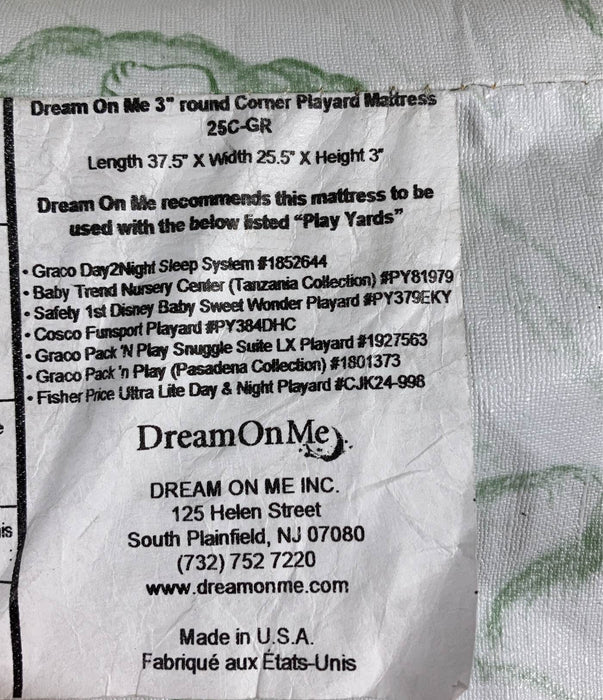 Dream On Me 3" round Corner Playard Mattress
25C-GR
Length 37.5" X Width 25.5" X Height 3"
Dream On Me recommends this mattress to be
used with the below listed "Play Yards"
• Graco Day2Night Sleep System #1852644
• Baby Trend Nursery Center (Tanzania Collection) #PY81979
• Safety 1st Disney Baby Sweet Wonder Playard #PY379EKY
• Cosco Funsport Playard #PY384DHC
• Graco Pack 'N Play Snuggle Suite LX Playard #1927563
• Graco Pack 'n Play (Pasadena Collection) #1801373
• Fisher Price Ultra Lite Day & Night Playard #CJK24-998
DreamOnMe
DREAM ON ME INC.
125 Helen Street
South Plainfield, NJ 07080
(732) 752 7220
www.dreamonme.com
Made in U.S.A.
Fabriqué aux États-Unis